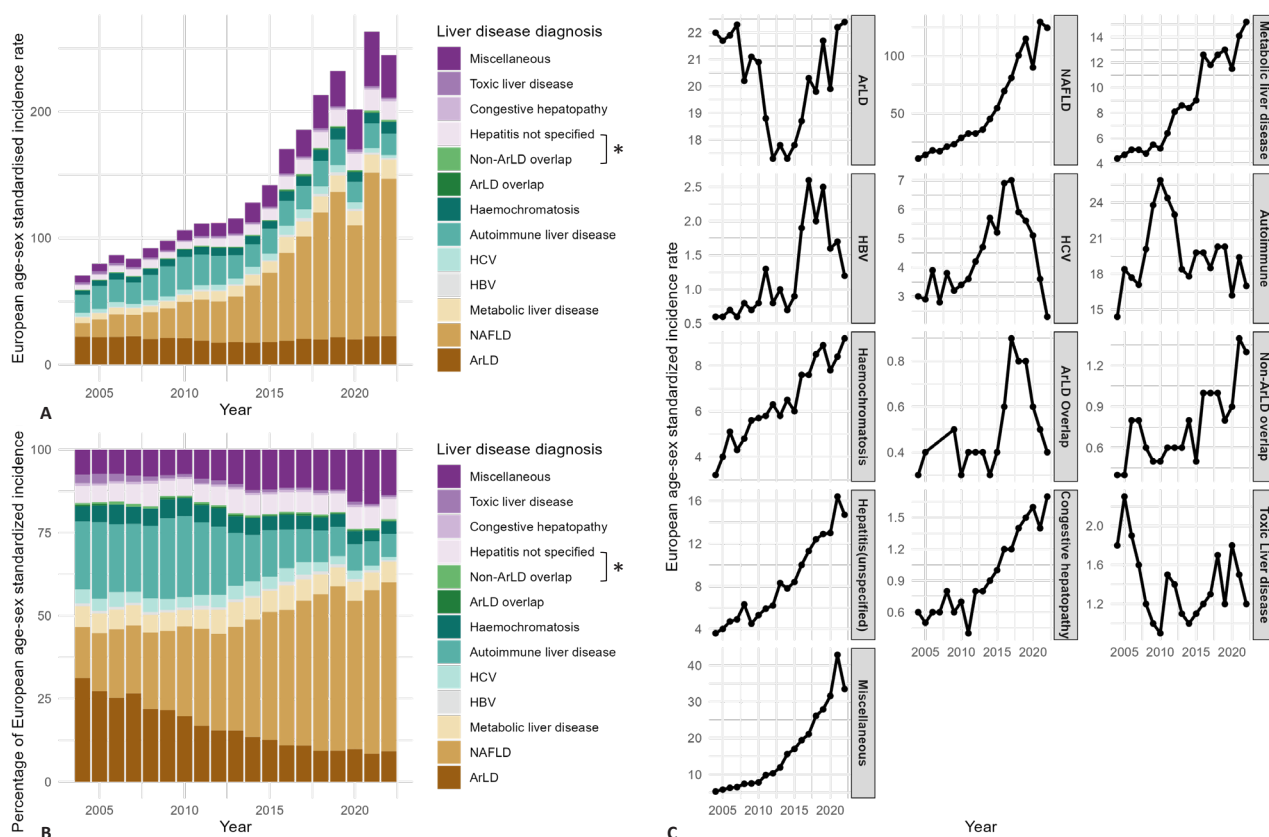 European age-sex standardised incidence rate
200
100
0
2005
2010
2015
2020
Year
A
Liver disease diagnosis
Miscellaneous
Toxic liver disease
Congestive hepatopathy
Hepatitis not specified
Non-ArLD overlap
*
ArLD overlap
Haemochromatosis
Autoimmune liver disease
HCV
HBV
Metabolic liver disease
NAFLD
ArLD
Percentage of European age-sex standardized incidence rate
100
75
50
25
0
2005
2010
2015
2020
Year
B
Liver disease diagnosis
Miscellaneous
Toxic liver disease
Congestive hepatopathy
Hepatitis not specified
Non-ArLD overlap
*
ArLD overlap
Haemochromatosis
Autoimmune liver disease
HCV
HBV
Metabolic liver disease
NAFLD
ArLD
European age-sex standardized incidence rate
22
21
20
19
18
ArLD
100
50
NAFLD
14
12
10
8
6
4
Metabolic liver disease
2.5
2.0
1.5
1.0
0.5
HBV
7
6
5
4
3
HCV
24
21
18
15
Autoimmune
8
6
4
Haemochromatosis
0.8
0.6
0.4
ArLD Overlap
1.2
0.9
0.6
Non-ArLD overlap
16
12
8
4
Hepatitis(unspecified)
1.5
1.2
0.9
0.6
2005
2010
2015
2020
Congestive hepatopathy
2.0
1.6
1.2
2005
2010
2015
2020
Toxic Liver disease
40
30
20
10
2005
2010
2015
2020
Miscellaneous
C
Year